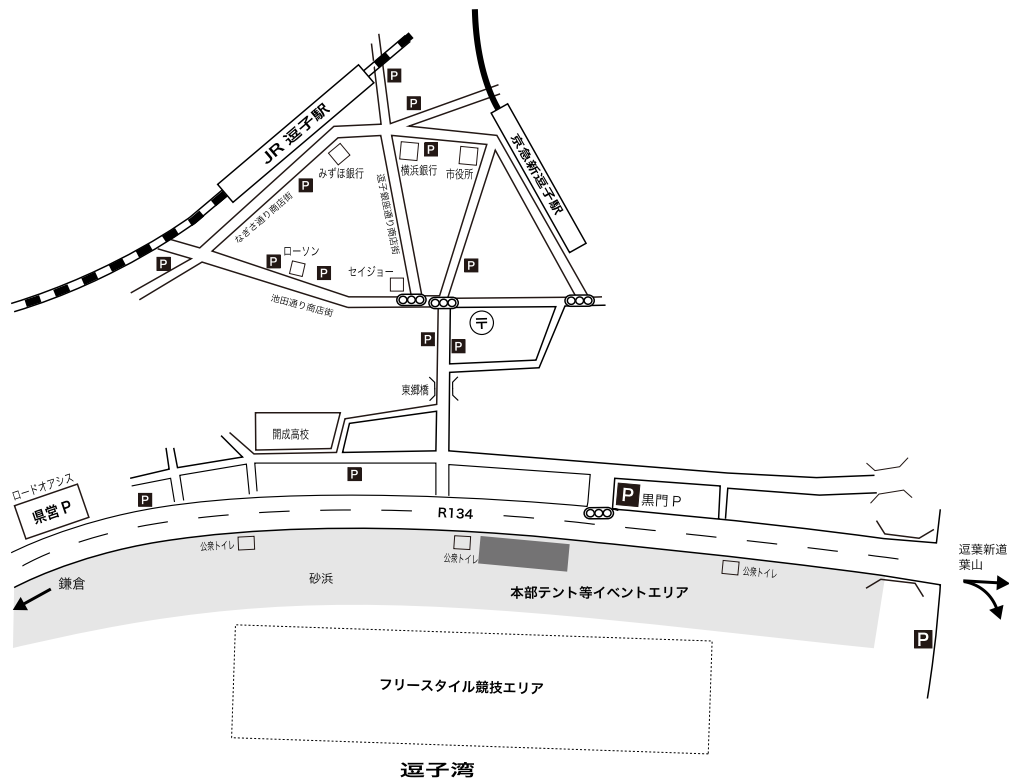 P
P
JR 逗子駅
京急新逗子駅
みずほ銀行
横浜銀行
P
市役所
P
なぎさ通り商店街
逗子銀座通り商店街
ローソン
P
P
P
P
セイジョー
池田通り商店街
〒
P
P
東郷橋
開成高校
P
P
ロードオアシス
県営 P
P 黒門 P
R134
公衆トイレ
公衆トイレ
公衆トイレ
砂浜
本部テント等イベントエリア
鎌倉
逗葉新道
葉山
P
フリースタイル競技エリア
逗子湾